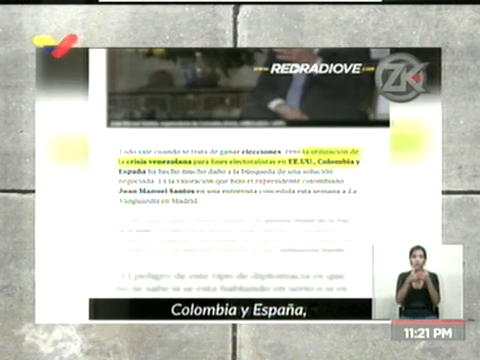 www.REDRADIOVE.com
ZK
Todo vale cuando se trata de ganar elecciones. Pero la utilización de
la crisis venezolana para fines electoralistas en EE.UU., Colombia y
España ha hecho mucho daño a la búsqueda de una solución
negociada. Es la valoración que hizo el expresidente colombiano
Juan Manuel Santos en una entrevista concedida esta semana a La
Vanguardia en Madrid.
El peligro de este tipo de diplomacia es que
no se sabe si se está hablando en serio o si es
Colombia y España,
11:21 PM